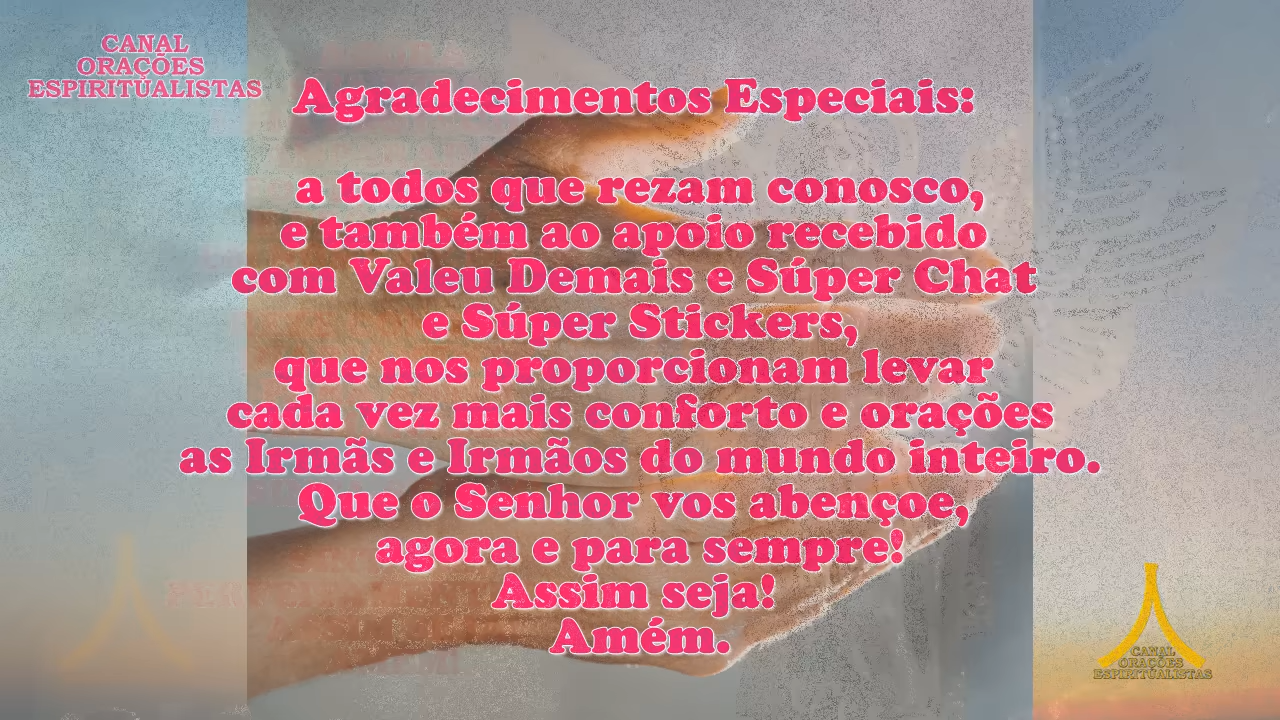 CANAL
ORAÇÕES
ESPIRITUALISTAS
Agradecimentos Especiais:
a todos que rezam conosco,
e também ao apoio recebido
com Valeu Demais e Súper Chat
e Súper Stickers,
que nos proporcionam levar
cada vez mais conforto e orações
as Irmãs e Irmãos do mundo inteiro.
Que o Senhor vos abençoe,
agora e para sempre!
Assim seja!
Amém.
CANAL
ORAÇÕES
ESPIRITUALISTAS